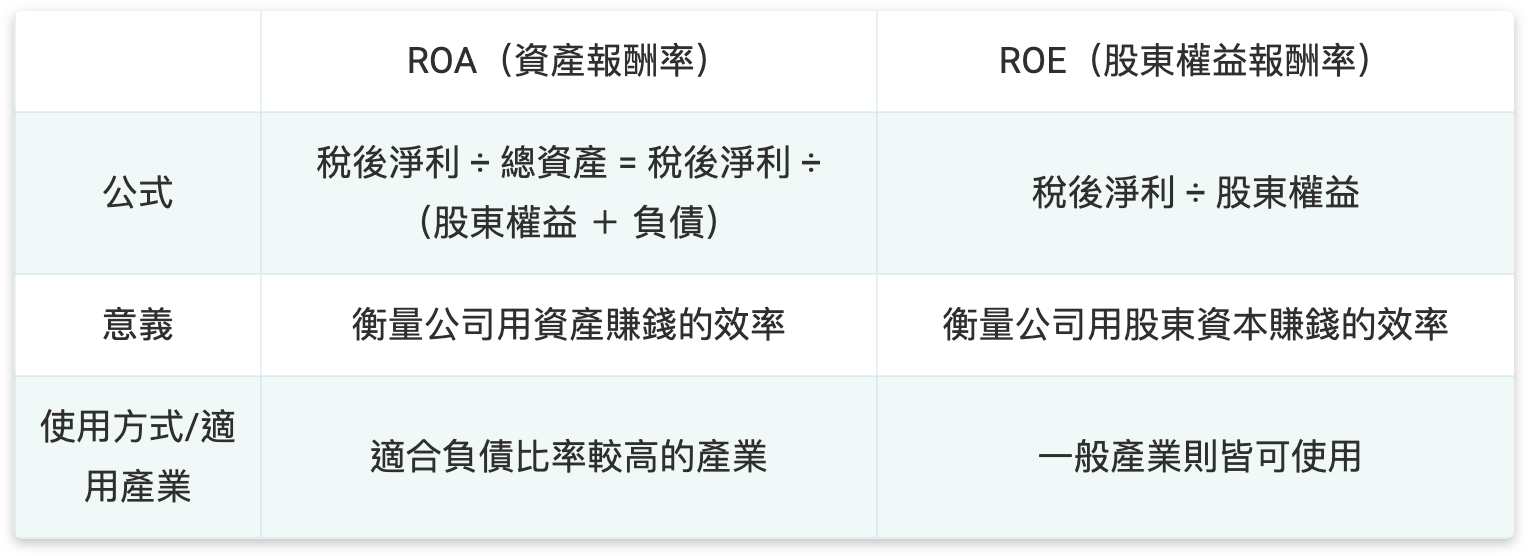 ROA（資產報酬率）
ROE（股東權益報酬率）
公式
稅後淨利 ÷ 總資產 = 稅後淨利 ÷
（股東權益 ＋ 負債）
稅後淨利 ÷ 股東權益
意義
衡量公司用資產賺錢的效率
衡量公司用股東資本賺錢的效率
使用方式/適
用產業
適合負債比率較高的產業
一般產業則皆可使用